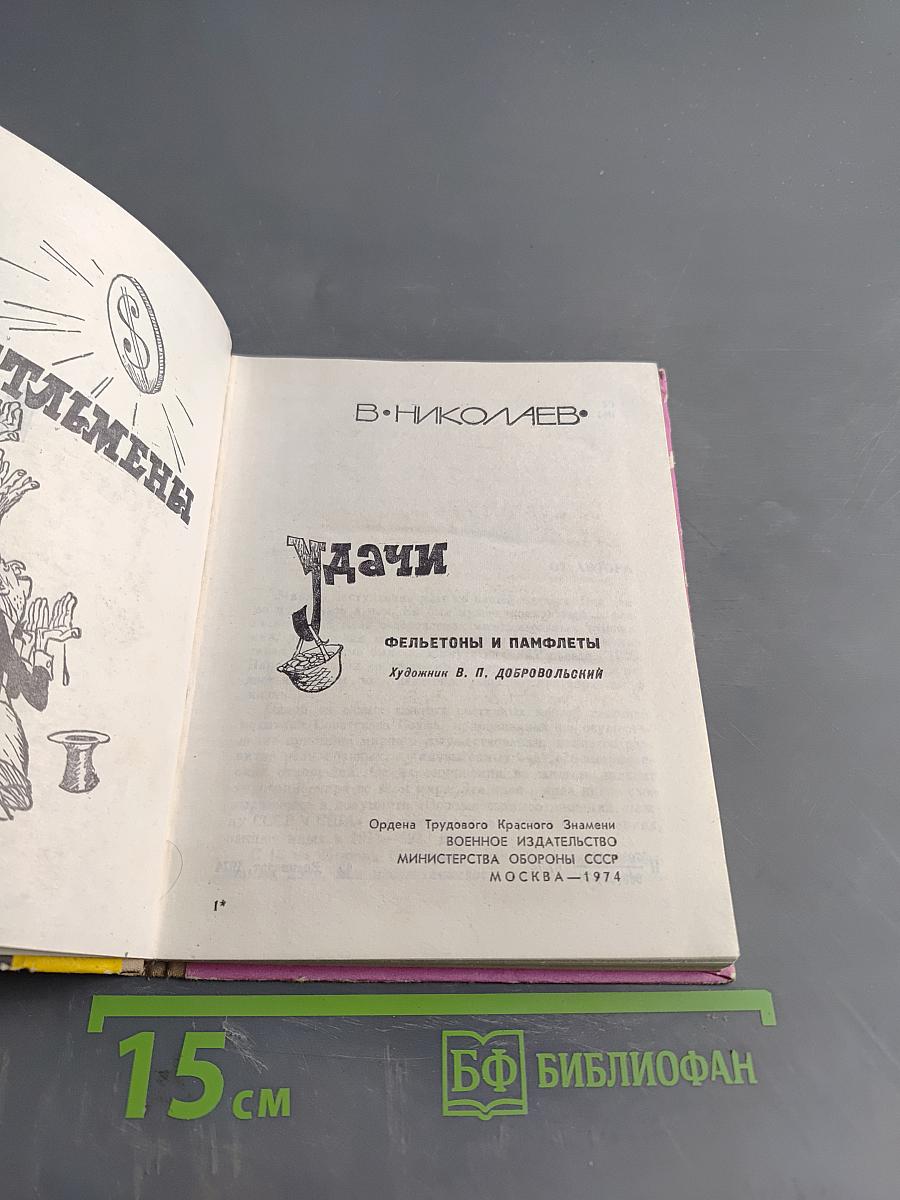 $
ТЛЬМЕНЫ
В•НИКОЛАЕВ•
Удачи
ФЕЛЬЕТОНЫ И ПАМФЛЕТЫ
Художник В. П. ДОБРОВОЛЬСКИЙ
Ордена Трудового Красного Знамени
ВОЕННОЕ ИЗДАТЕЛЬСТВО
МИНИСТЕРСТВА ОБОРОНЫ СССР
МОСКВА—1974
1*
15 см
БФ БИБЛИОФАН